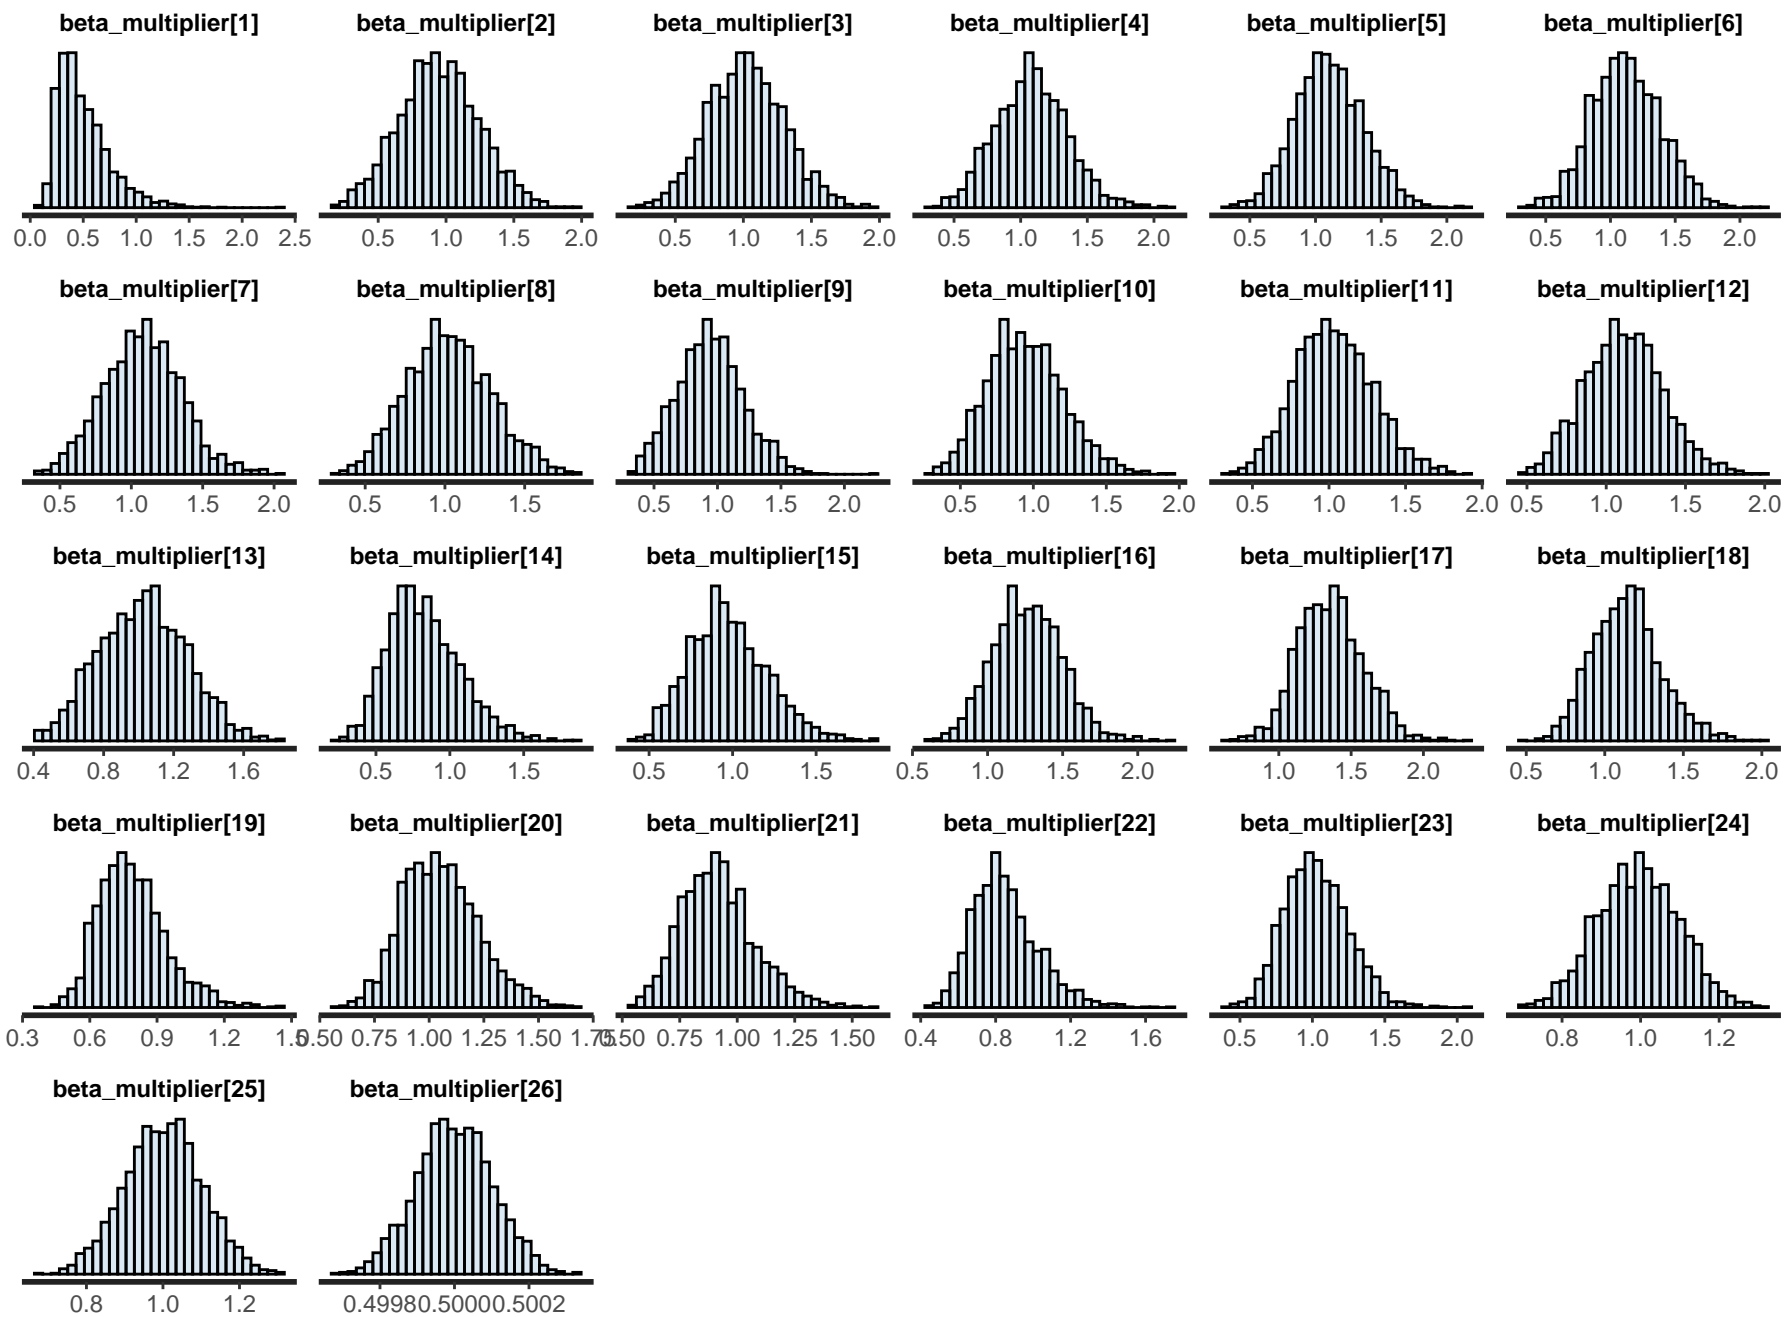 beta_multiplier[1] beta_multiplier[2] beta_multiplier[3] beta_multiplier[4] beta_multiplier[5] beta_multiplier[6]
0.0 0.5 1.0 1.5 2.0 2.5 0.5 1.0 1.5 2.0 0.5 1.0 1.5 2.0 0.5 1.0 1.5 2.0 0.5 1.0 1.5 2.0 0.5 1.0 1.5 2.0
beta_multiplier[7] beta_multiplier[8] beta_multiplier[9] beta_multiplier[10] beta_multiplier[11] beta_multiplier[12]
0.5 1.0 1.5 2.0 0.5 1.0 1.5 0.5 1.0 1.5 2.0 0.5 1.0 1.5 2.0 0.5 1.0 1.5 2.0 0.5 1.0 1.5 2.0
beta_multiplier[13] beta_multiplier[14] beta_multiplier[15] beta_multiplier[16] beta_multiplier[17] beta_multiplier[18]
0.4 0.8 1.2 1.6 0.5 1.0 1.5 0.5 1.0 1.5 0.5 1.0 1.5 2.0 1.0 1.5 2.0 0.5 1.0 1.5 2.0
beta_multiplier[19] beta_multiplier[20] beta_multiplier[21] beta_multiplier[22] beta_multiplier[23] beta_multiplier[24]
0.3 0.6 0.9 1.2 1.5 0.50 0.75 1.00 1.25 1.50 1.75 0.50 0.75 1.00 1.25 1.50 0.4 0.8 1.2 1.6 0.5 1.0 1.5 2.0 0.8 1.0 1.2
beta_multiplier[25] beta_multiplier[26]
0.8 1.0 1.2 0.4998 0.5000 0.5002